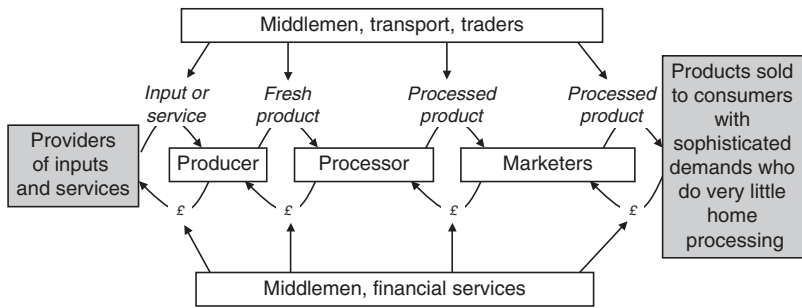 Middlemen, transport, traders
Input or
service
Fresh
product
Processed
product
Processed
product
Providers
of inputs
and services
Producer
Processor
Marketers
Products sold
to consumers
with
sophisticated
demands who
do very little
home
processing
£
£
£
£
Middlemen, financial services